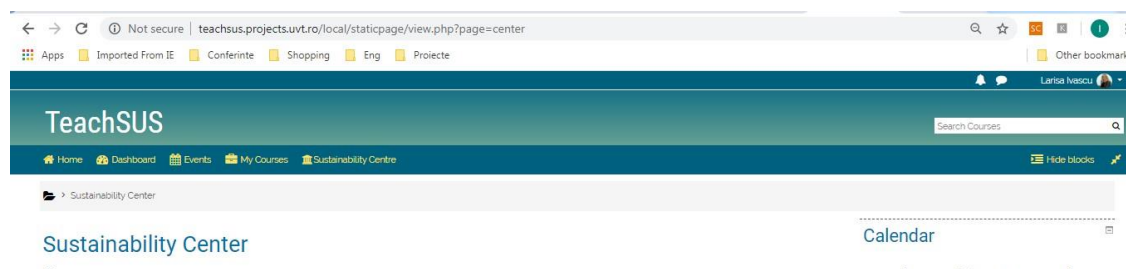 Not secure | teachsus.projects.uvt.ro/local/staticpage/view.php?page=center
SC K I
Apps Imported From IE Conferinte Shopping Eng Proiecte Other bookmark
Larisa Ivascu
TeachSUS
Search Courses
Home Dashboard Events My Courses Sustainability Centre Hide blocks
> Sustainability Center
Sustainability Center
Calendar